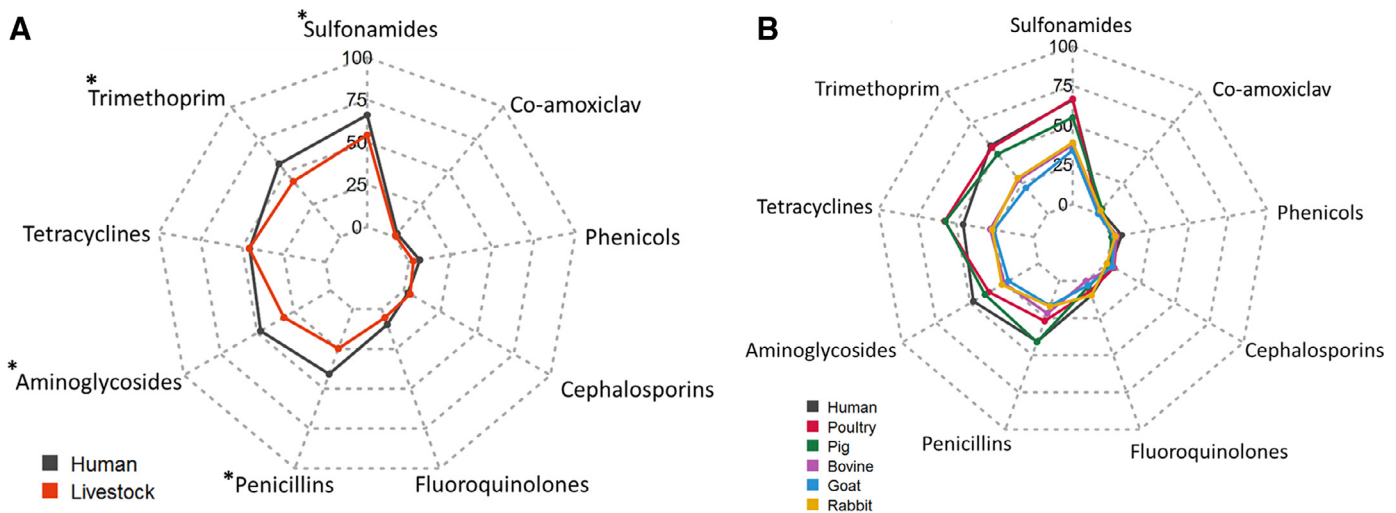 A
*Sulfonamides
100
75
50
25
0
Co-amoxiclav
Phenicols
Cephalosporins
Fluoroquinolones
*Penicillins
*Aminoglycosides
Tetracyclines
*Trimethoprim
Human
Livestock
B
Sulfonamides
100
75
50
25
0
Co-amoxiclav
Phenicols
Cephalosporins
Fluoroquinolones
Penicillins
Aminoglycosides
Tetracyclines
Trimethoprim
Human
Poultry
Pig
Bovine
Goat
Rabbit